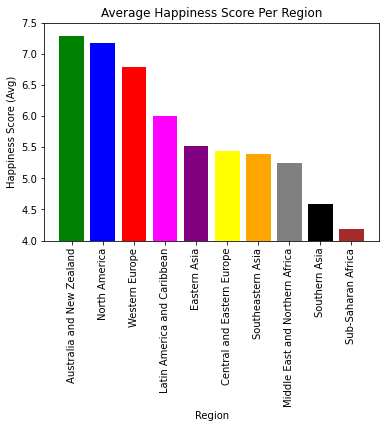 Average Happiness Score Per Region
Happiness Score (Avg)
7.5
7.0
6.5
6.0
5.5
5.0
4.5
4.0
Australia and New Zealand
North America
Western Europe
Latin America and Caribbean
Eastern Asia
Central and Eastern Europe
Southeastern Asia
Middle East and Northern Africa
Southern Asia
Sub-Saharan Africa
Region